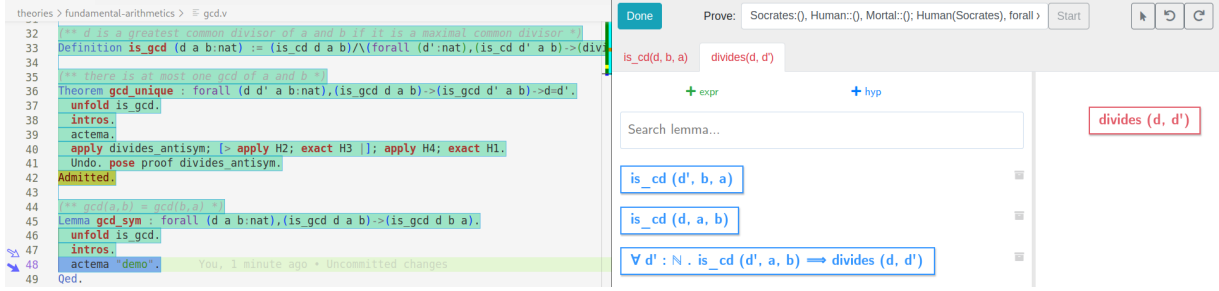 theories > fundamental-arithmetics > gcd.v
32 (** d is a greatest common divisor of a and b if it is a maximal common divisor *)
33 Definition is_gcd (d a b:nat) := (is_cd d a b)/\(forall (d':nat),(is_cd d' a b)->(divi
34
35 (** there is at most one gcd of a and b *)
36 Theorem gcd_unique : forall (d d' a b:nat),(is_gcd d a b)->(is_gcd d' a b)->d=d'.
37 unfold is_gcd.
38 intros.
39 actema.
40 apply divides_antisym; [> apply H2; exact H3 |]; apply H4; exact H1.
41 Undo. pose proof divides_antisym.
42 Admitted.
43
44 (** gcd(a,b) = gcd(b,a) *)
45 Lemma gcd_sym : forall (d a b:nat),(is_gcd d a b)->(is_gcd d b a).
46 unfold is_gcd.
47 intros.
48 actema "demo". You, 1 minute ago • Uncommitted changes
49 Qed.
Done
Prove:
Socrates:(), Human::(), Mortal::(); Human(Socrates), forall
Start
is_cd(d, b, a)
divides(d, d')
+ expr
+ hyp
Search lemma...
is_cd (d', b, a)
is_cd (d, a, b)
∀ d' : ℕ . is_cd (d', a, b) ⟹ divides (d, d')
divides (d, d')